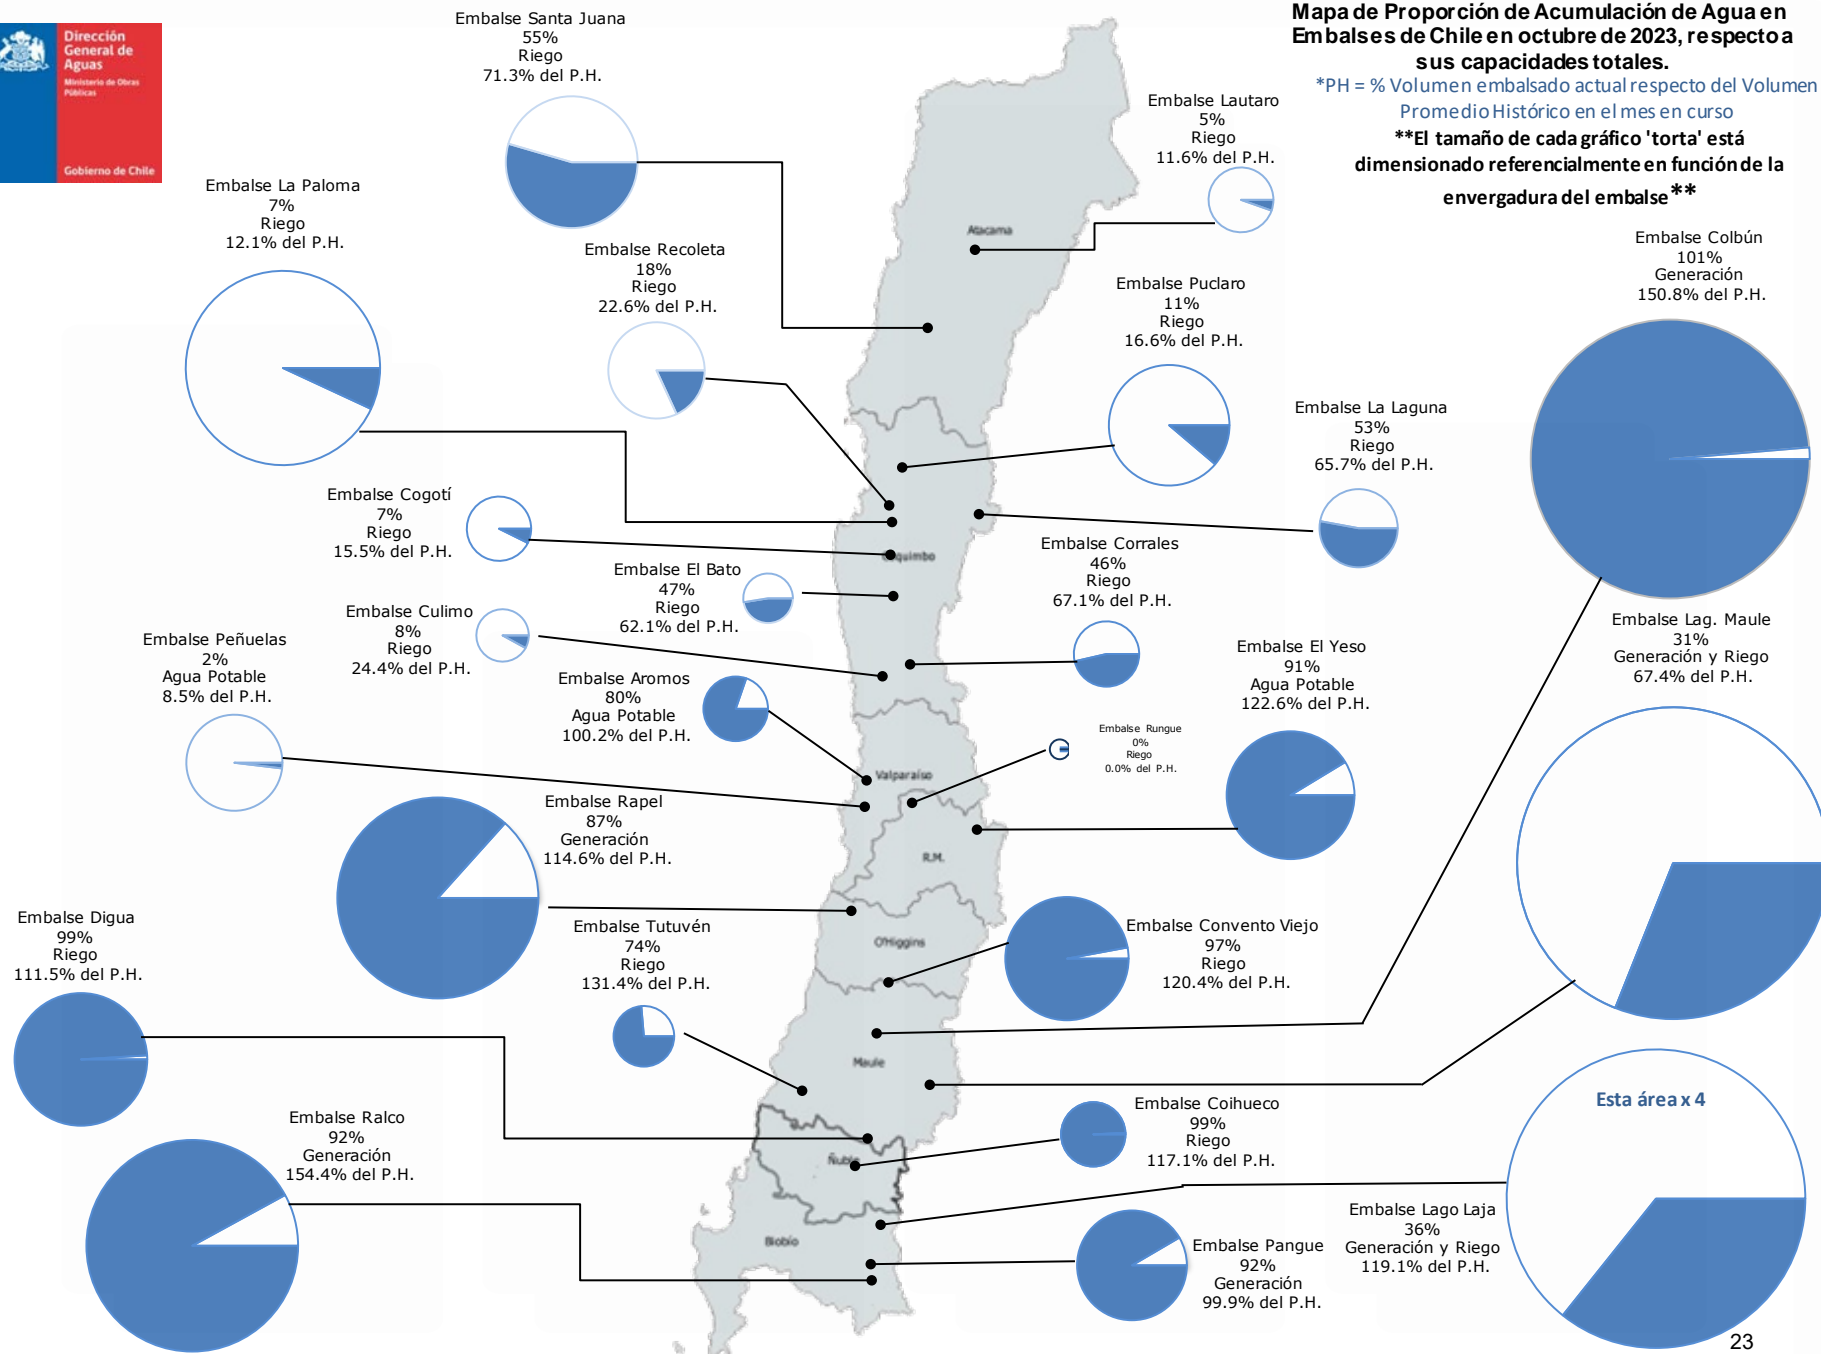 Dirección
General de
Aguas
Ministerio de Obras
Públicas
Gobierno de Chile
Mapa de Proporción de Acumulación de Agua en
Embalses de Chile en octubre de 2023, respecto a
sus capacidades totales.
*PH = % Volumen embalsado actual respecto del Volumen
Promedio Histórico en el mes en curso
**El tamaño de cada gráfico 'torta' está
dimensionado referencialmente en función de la
envergadura del embalse**
Embalse Santa Juana
55%
Riego
71.3% del P.H.
Embalse Lautaro
5%
Riego
11.6% del P.H.
Embalse La Paloma
7%
Riego
12.1% del P.H.
Embalse Recoleta
18%
Riego
22.6% del P.H.
Atacama
Embalse Puclaro
11%
Riego
16.6% del P.H.
Embalse Colbún
101%
Generación
150.8% del P.H.
Embalse La Laguna
53%
Riego
65.7% del P.H.
Embalse Cogotí
7%
Riego
15.5% del P.H.
Coquimbo
Embalse El Bato
47%
Riego
62.1% del P.H.
Embalse Corrales
46%
Riego
67.1% del P.H.
Embalse Culimo
8%
Riego
24.4% del P.H.
Embalse Peñuelas
2%
Agua Potable
8.5% del P.H.
Embalse Aromos
80%
Agua Potable
100.2% del P.H.
Embalse El Yeso
91%
Agua Potable
122.6% del P.H.
Embalse Lag. Maule
31%
Generación y Riego
67.4% del P.H.
Embalse Rungue
0%
Riego
0.0% del P.H.
Valparaíso
Embalse Rapel
87%
Generación
114.6% del P.H.
R.M.
Embalse Digua
99%
Riego
111.5% del P.H.
Embalse Tutuvén
74%
Riego
131.4% del P.H.
O'Higgins
Embalse Convento Viejo
97%
Riego
120.4% del P.H.
Maule
Embalse Ralco
92%
Generación
154.4% del P.H.
Embalse Coihueco
99%
Riego
117.1% del P.H.
Esta área x 4
Ñuble
Biobío
Embalse Pangue
92%
Generación
99.9% del P.H.
Embalse Lago Laja
36%
Generación y Riego
119.1% del P.H.
23